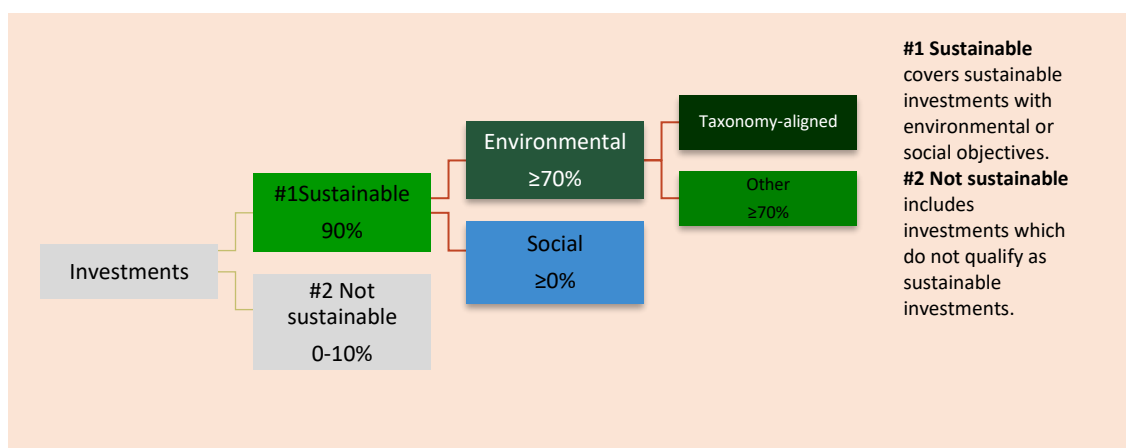 Investments
#1Sustainable
90%
#2 Not
sustainable
0-10%
Environmental
≥70%
Social
≥0%
Taxonomy-aligned
Other
≥70%
#1 Sustainable
covers sustainable
investments with
environmental or
social objectives.
#2 Not sustainable
includes
investments which
do not qualify as
sustainable
investments.